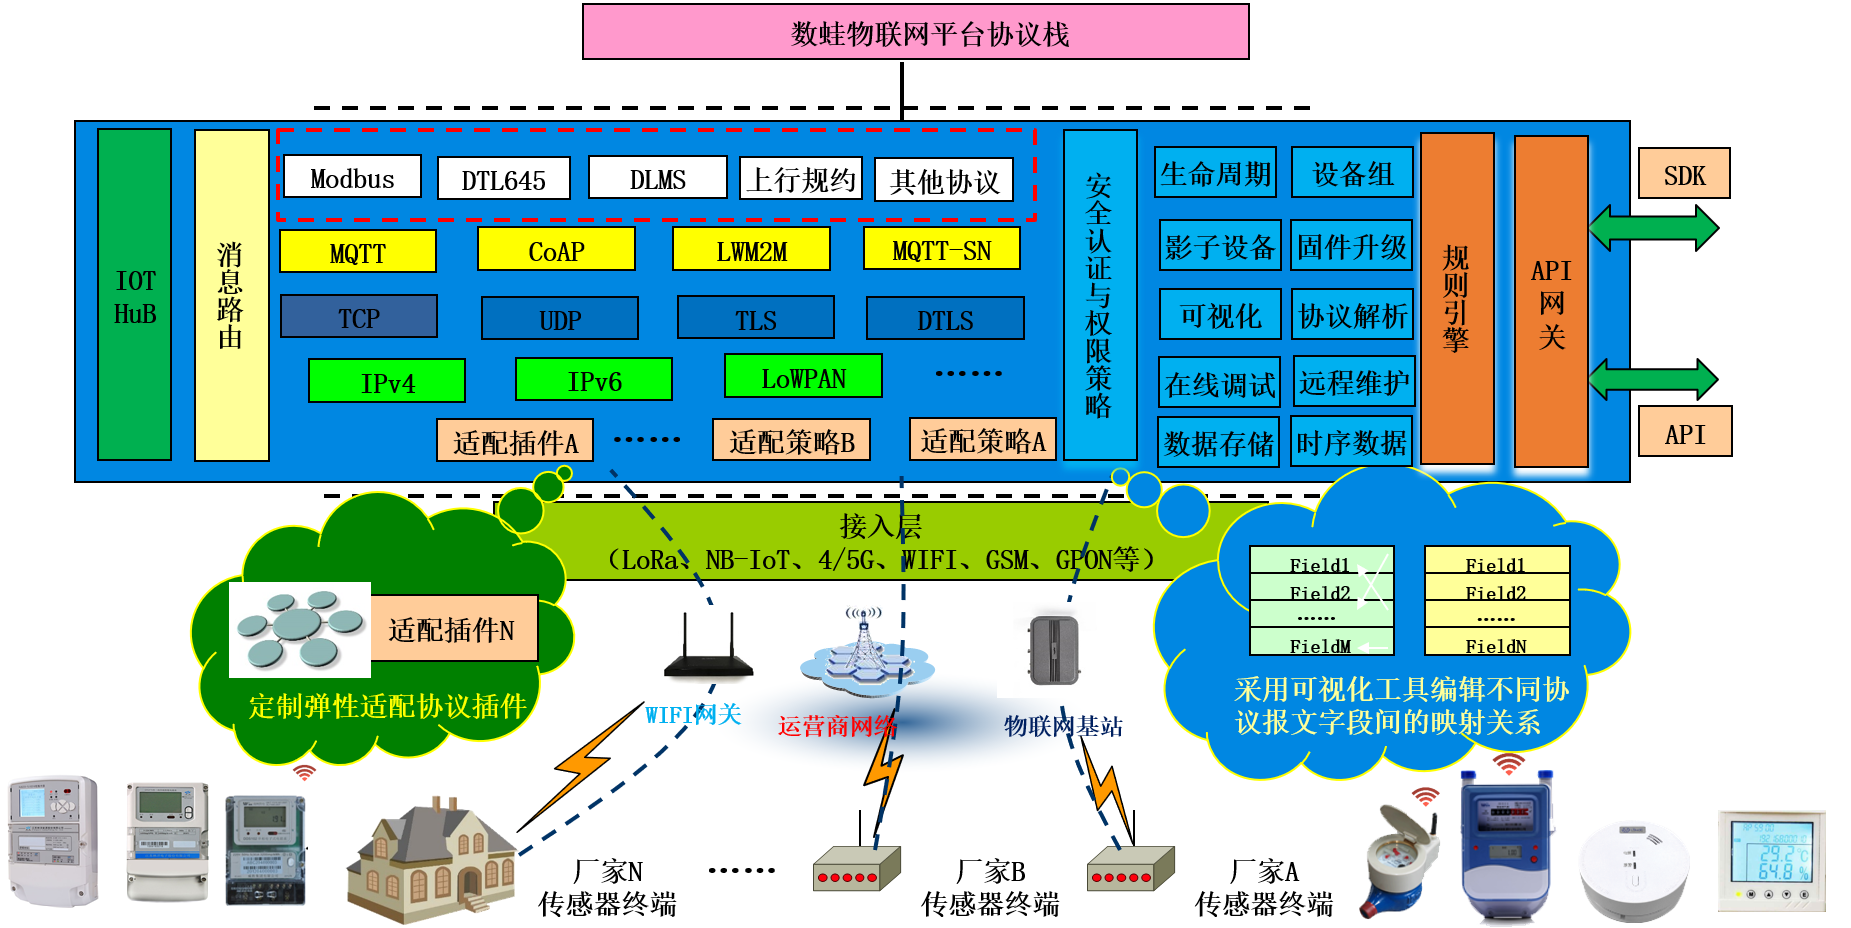 数蛙物联网平台协议栈
IOT
HuB
消息路由
Modbus
DTL645
DLMS
上行规约
其他协议
MQTT
CoAP
LWM2M
MQTT-SN
TCP
UDP
TLS
DTLS
IPv4
IPv6
LoWPAN
……
适配插件A
……
适配策略B
适配策略A
安全认证与权限策略
生命周期
设备组
影子设备
固件升级
可视化
协议解析
在线调试
远程维护
数据存储
时序数据
规则引擎
API
网
关
SDK
API
接入层
（LoRa、NB-IoT、4/5G、WIFI、GSM、GPON等）
适配插件N
定制弹性适配协议插件
Field1
Field2
……
FieldM
Field1
Field2
……
FieldN
采用可视化工具编辑不同协
议报文字段间的映射关系
WIFI网关
运营商网络
物联网基站
厂家N
传感器终端
……
厂家B
传感器终端
厂家A
传感器终端
29.2℃
64.8%